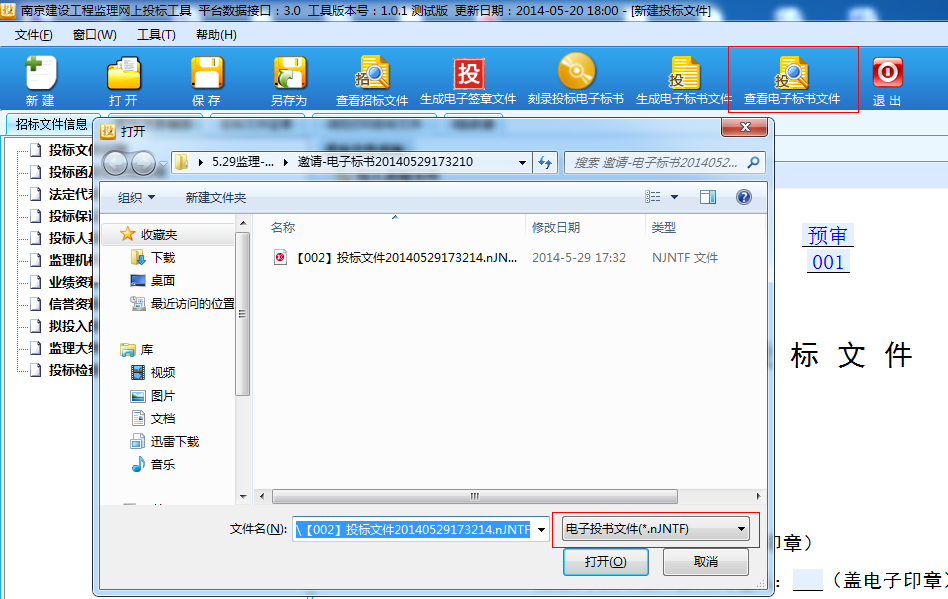 南京建设工程监理网上投标工具 平台数据接口：3.0 工具版本号：1.0.1 测试版 更新日期：2014-05-20 18:00 - [新建投标文件]
文件(F) 窗口(W) 工具(T) 帮助(H)
新 建 打 开 保 存 另存为 查看招标文件 生成电子签章文件 刻录投标电子标书 生成电子标书文件 查看电子标书文件 退 出
招标文件信息
打开
5.29监理-... 邀请-电子标书20140529173210 搜索 邀请-电子标书2014052...
组织 新建文件夹
名称 修改日期 类型
【002】投标文件20140529173214.nJN... 2014-5-29 17:32 NJNTF 文件
收藏夹
下载
桌面
最近访问的位置
库
视频
图片
文档
迅雷下载
音乐
投标文
投标函
法定代
投标保
投标人
监理机
业绩资
信誉资
拟投入的
监理大
投标检
预审
001
标 文 件
文件名(N): \【002】投标文件20140529173214.nJNTF 电子投书文件(*.nJNTF)
打开(O) 取消
印章）
： （盖电子印章）